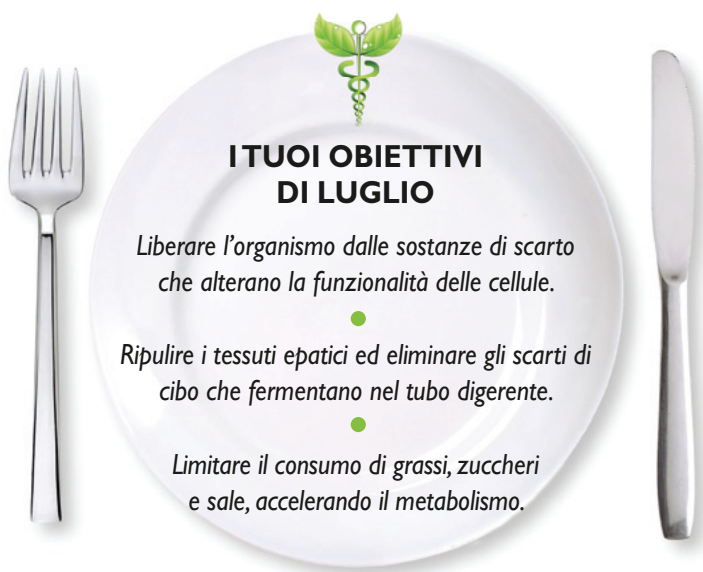 I TUOI OBIETTIVI
DI LUGLIO
Liberare l’organismo dalle sostanze di scarto
che alterano la funzionalità delle cellule.
Ripulire i tessuti epatici ed eliminare gli scarti di
cibo che fermentano nel tubo digerente.
Limitare il consumo di grassi, zuccheri
e sale, accelerando il metabolismo.